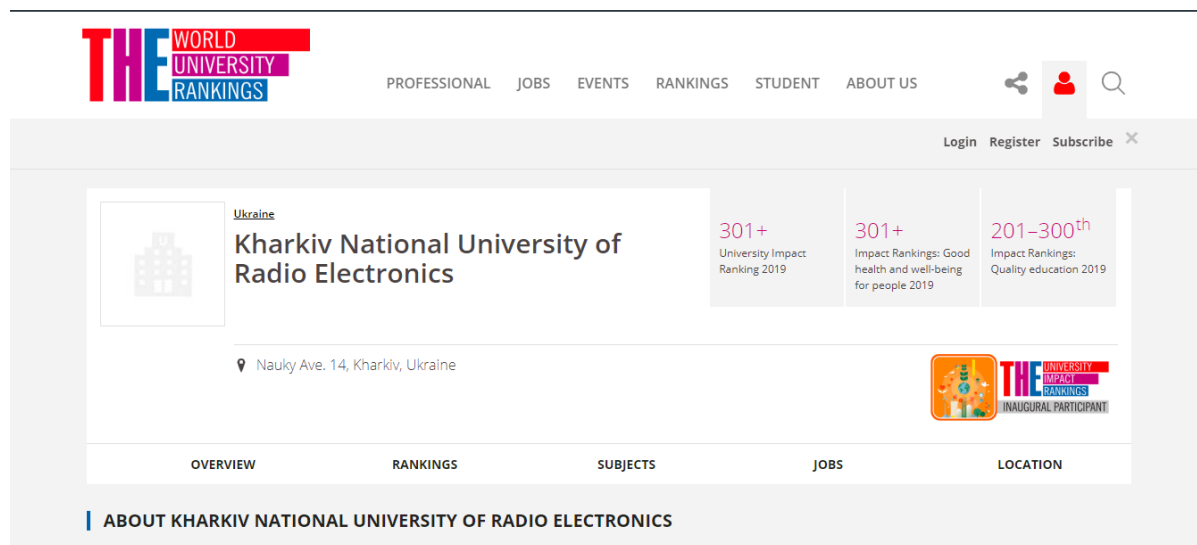 THE WORLD
UNIVERSITY
RANKINGS
PROFESSIONAL JOBS EVENTS RANKINGS STUDENT ABOUT US
Login Register Subscribe ×
Ukraine
Kharkiv National University of
Radio Electronics
301+
University Impact
Ranking 2019
301+
Impact Rankings: Good
health and well-being
for people 2019
201–300th
Impact Rankings:
Quality education 2019
Nauky Ave. 14, Kharkiv, Ukraine
THE UNIVERSITY
IMPACT
RANKINGS
INAUGURAL PARTICIPANT
OVERVIEW RANKINGS SUBJECTS JOBS LOCATION
ABOUT KHARKIV NATIONAL UNIVERSITY OF RADIO ELECTRONICS